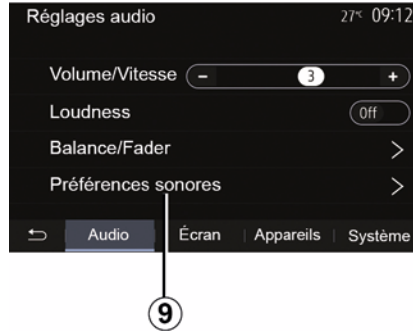 Réglages audio 27°C 09:12
Volume/Vitesse - 3 +
Loudness Off
Balance/Fader >
Préférences sonores >
Audio Écran Appareils Système
9